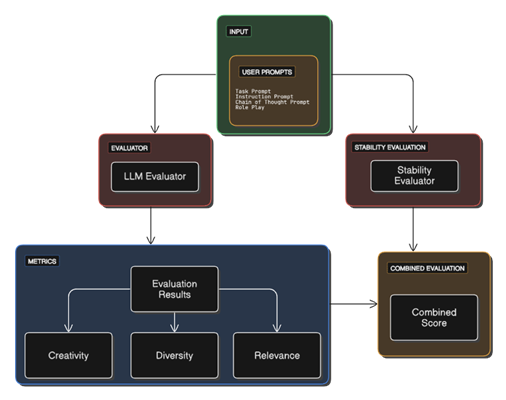 INPUT
USER PROMPTS
Task Prompt
Instruction Prompt
Chain of Thought Prompt
Role Play
EVALUATOR
LLM Evaluator
STABILITY EVALUATION
Stability
Evaluator
METRICS
Evaluation
Results
Creativity
Diversity
Relevance
COMBINED EVALUATION
Combined
Score